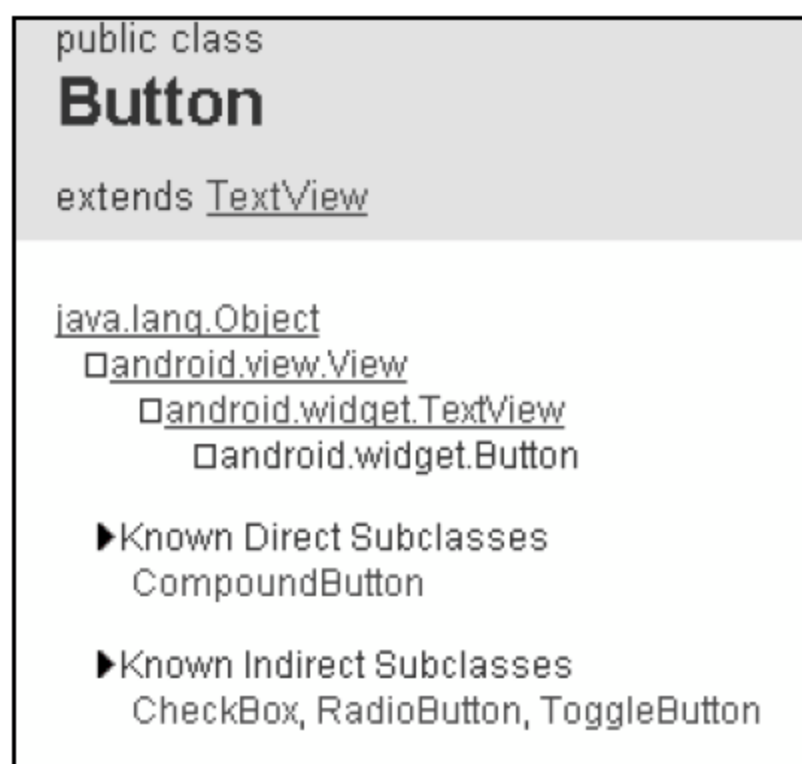 public class
Button
extends TextView
java.lang.Object
android.view.View
android.widget.TextView
android.widget.Button
Known Direct Subclasses
CompoundButton
Known Indirect Subclasses
CheckBox, RadioButton, ToggleButton